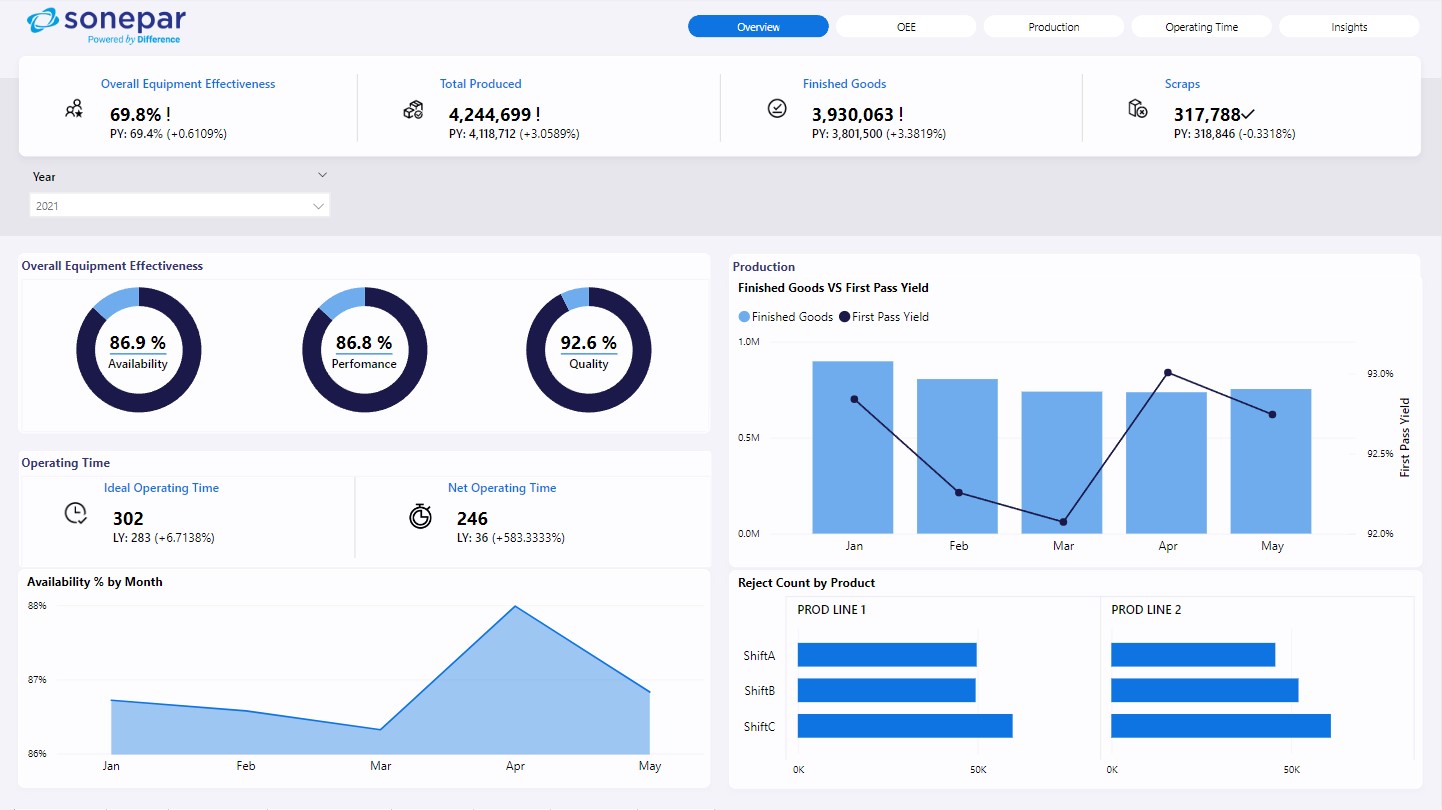 sonepar
Powered by Difference
Overview
OEE
Production
Operating Time
Insights
Overall Equipment Effectiveness
69.8% !
PY: 69.4% (+0.6109%)
Total Produced
4,244,699 !
PY: 4,118,712 (+3.0589%)
Finished Goods
3,930,063 !
PY: 3,801,500 (+3.3819%)
Scraps
317,788✓
PY: 318,846 (-0.3318%)
Year
2021
Overall Equipment Effectiveness
86.9 %
Availability
86.8 %
Perfomance
92.6 %
Quality
Operating Time
Ideal Operating Time
302
LY: 283 (+6.7138%)
Net Operating Time
246
LY: 36 (+583.3333%)
Availability % by Month
88%
87%
86%
Jan
Feb
Mar
Apr
May
Production
Finished Goods VS First Pass Yield
Finished Goods
First Pass Yield
1.0M
0.5M
0.0M
93.0%
92.5%
92.0%
First Pass Yield
Jan
Feb
Mar
Apr
May
Reject Count by Product
PROD LINE 1
PROD LINE 2
ShiftA
ShiftB
ShiftC
0K
50K
0K
50K